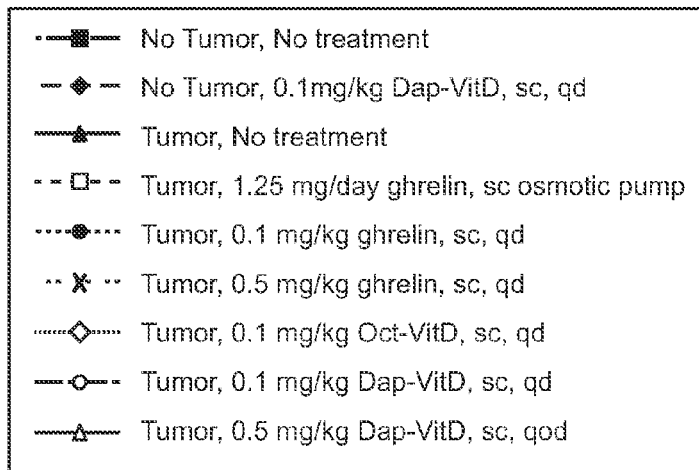 No Tumor, No treatment
No Tumor, 0.1mg/kg Dap-VitD, sc, qd
Tumor, No treatment
Tumor, 1.25 mg/day ghrelin, sc osmotic pump
Tumor, 0.1 mg/kg ghrelin, sc, qd
Tumor, 0.5 mg/kg ghrelin, sc, qd
Tumor, 0.1 mg/kg Oct-VitD, sc, qd
Tumor, 0.1 mg/kg Dap-VitD, sc, qd
Tumor, 0.5 mg/kg Dap-VitD, sc, qod